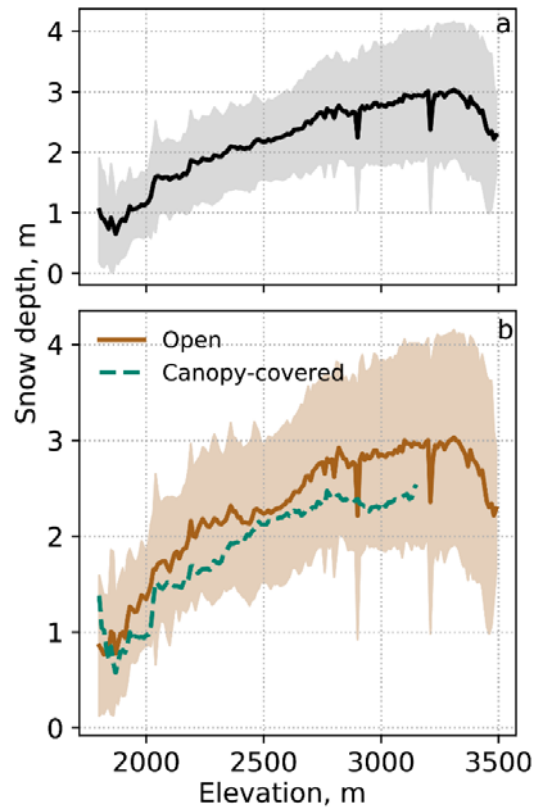 a
4
3
2
1
0
Snow depth, m
b
Open
Canopy-covered
4
3
2
1
0
2000 2500 3000 3500
Elevation, m